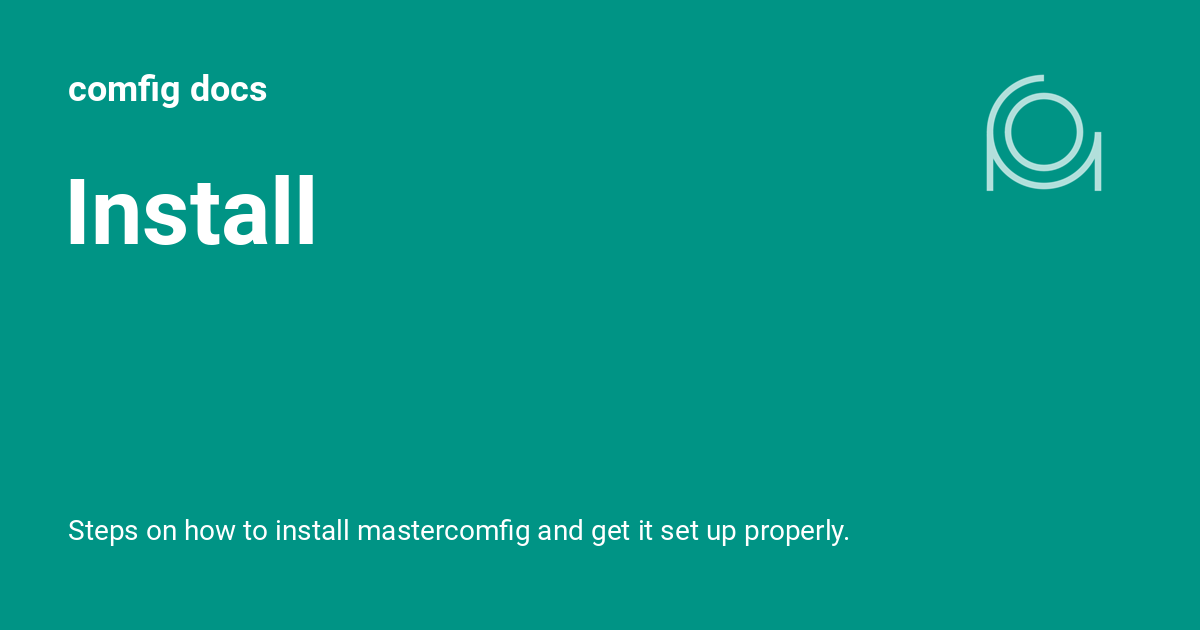 comfig docs
Install
Steps on how to install mastercomfig and get it set up properly.